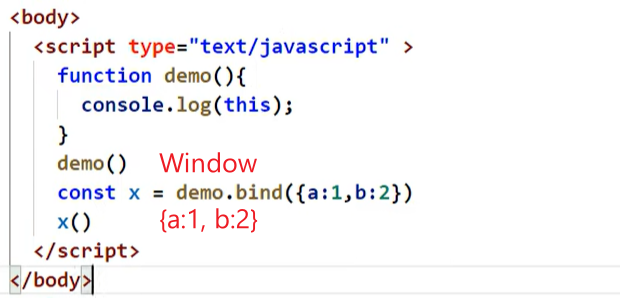 <body>
<script type="text/javascript" >
function demo(){
console.log(this);
}
demo() Window
const x = demo.bind({a:1,b:2})
x() {a:1, b:2}
</script>
</body>